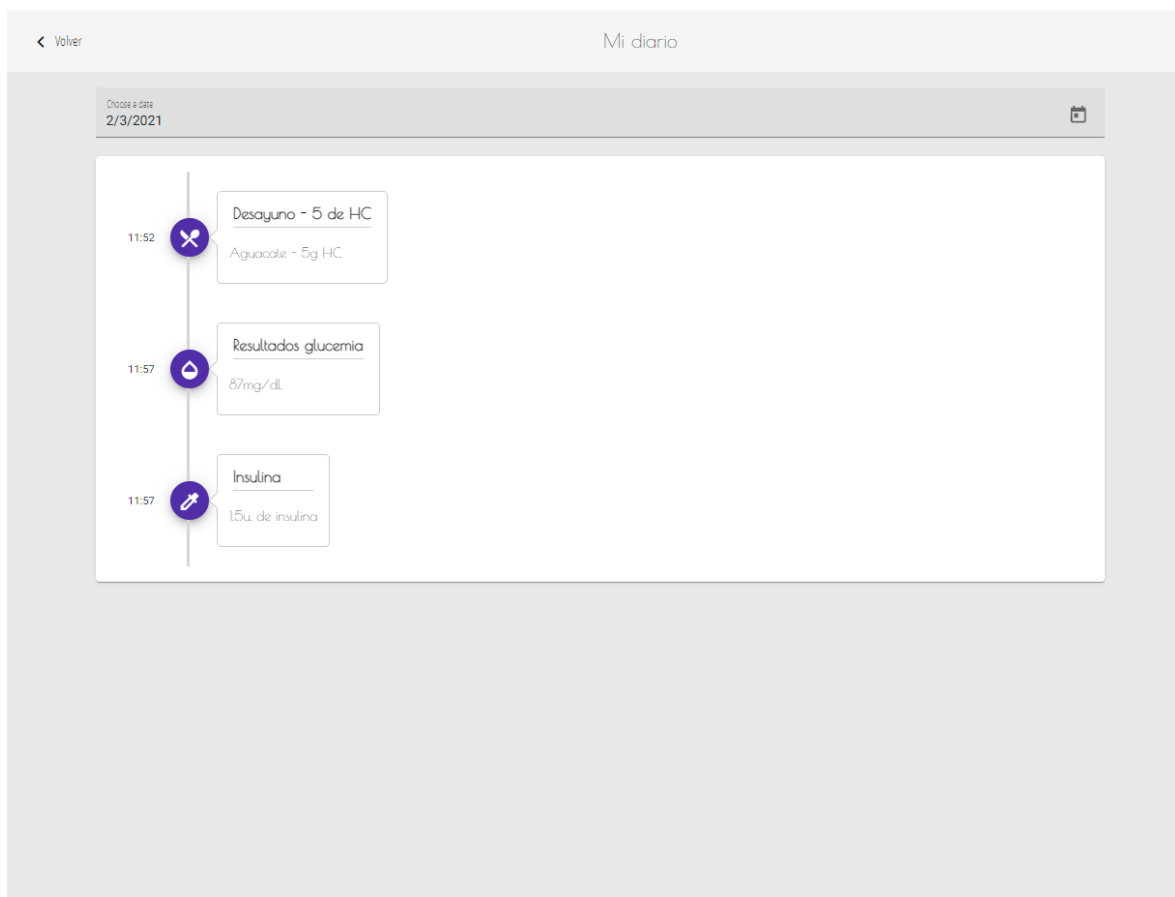 Volver
Mi diario
Choose a date
2/3/2021
11:52
Desayuno - 5 de HC
Aguacate - 5g HC
11:57
Resultados glucemia
87mg/dL
11:57
Insulina
1.5u. de insulina